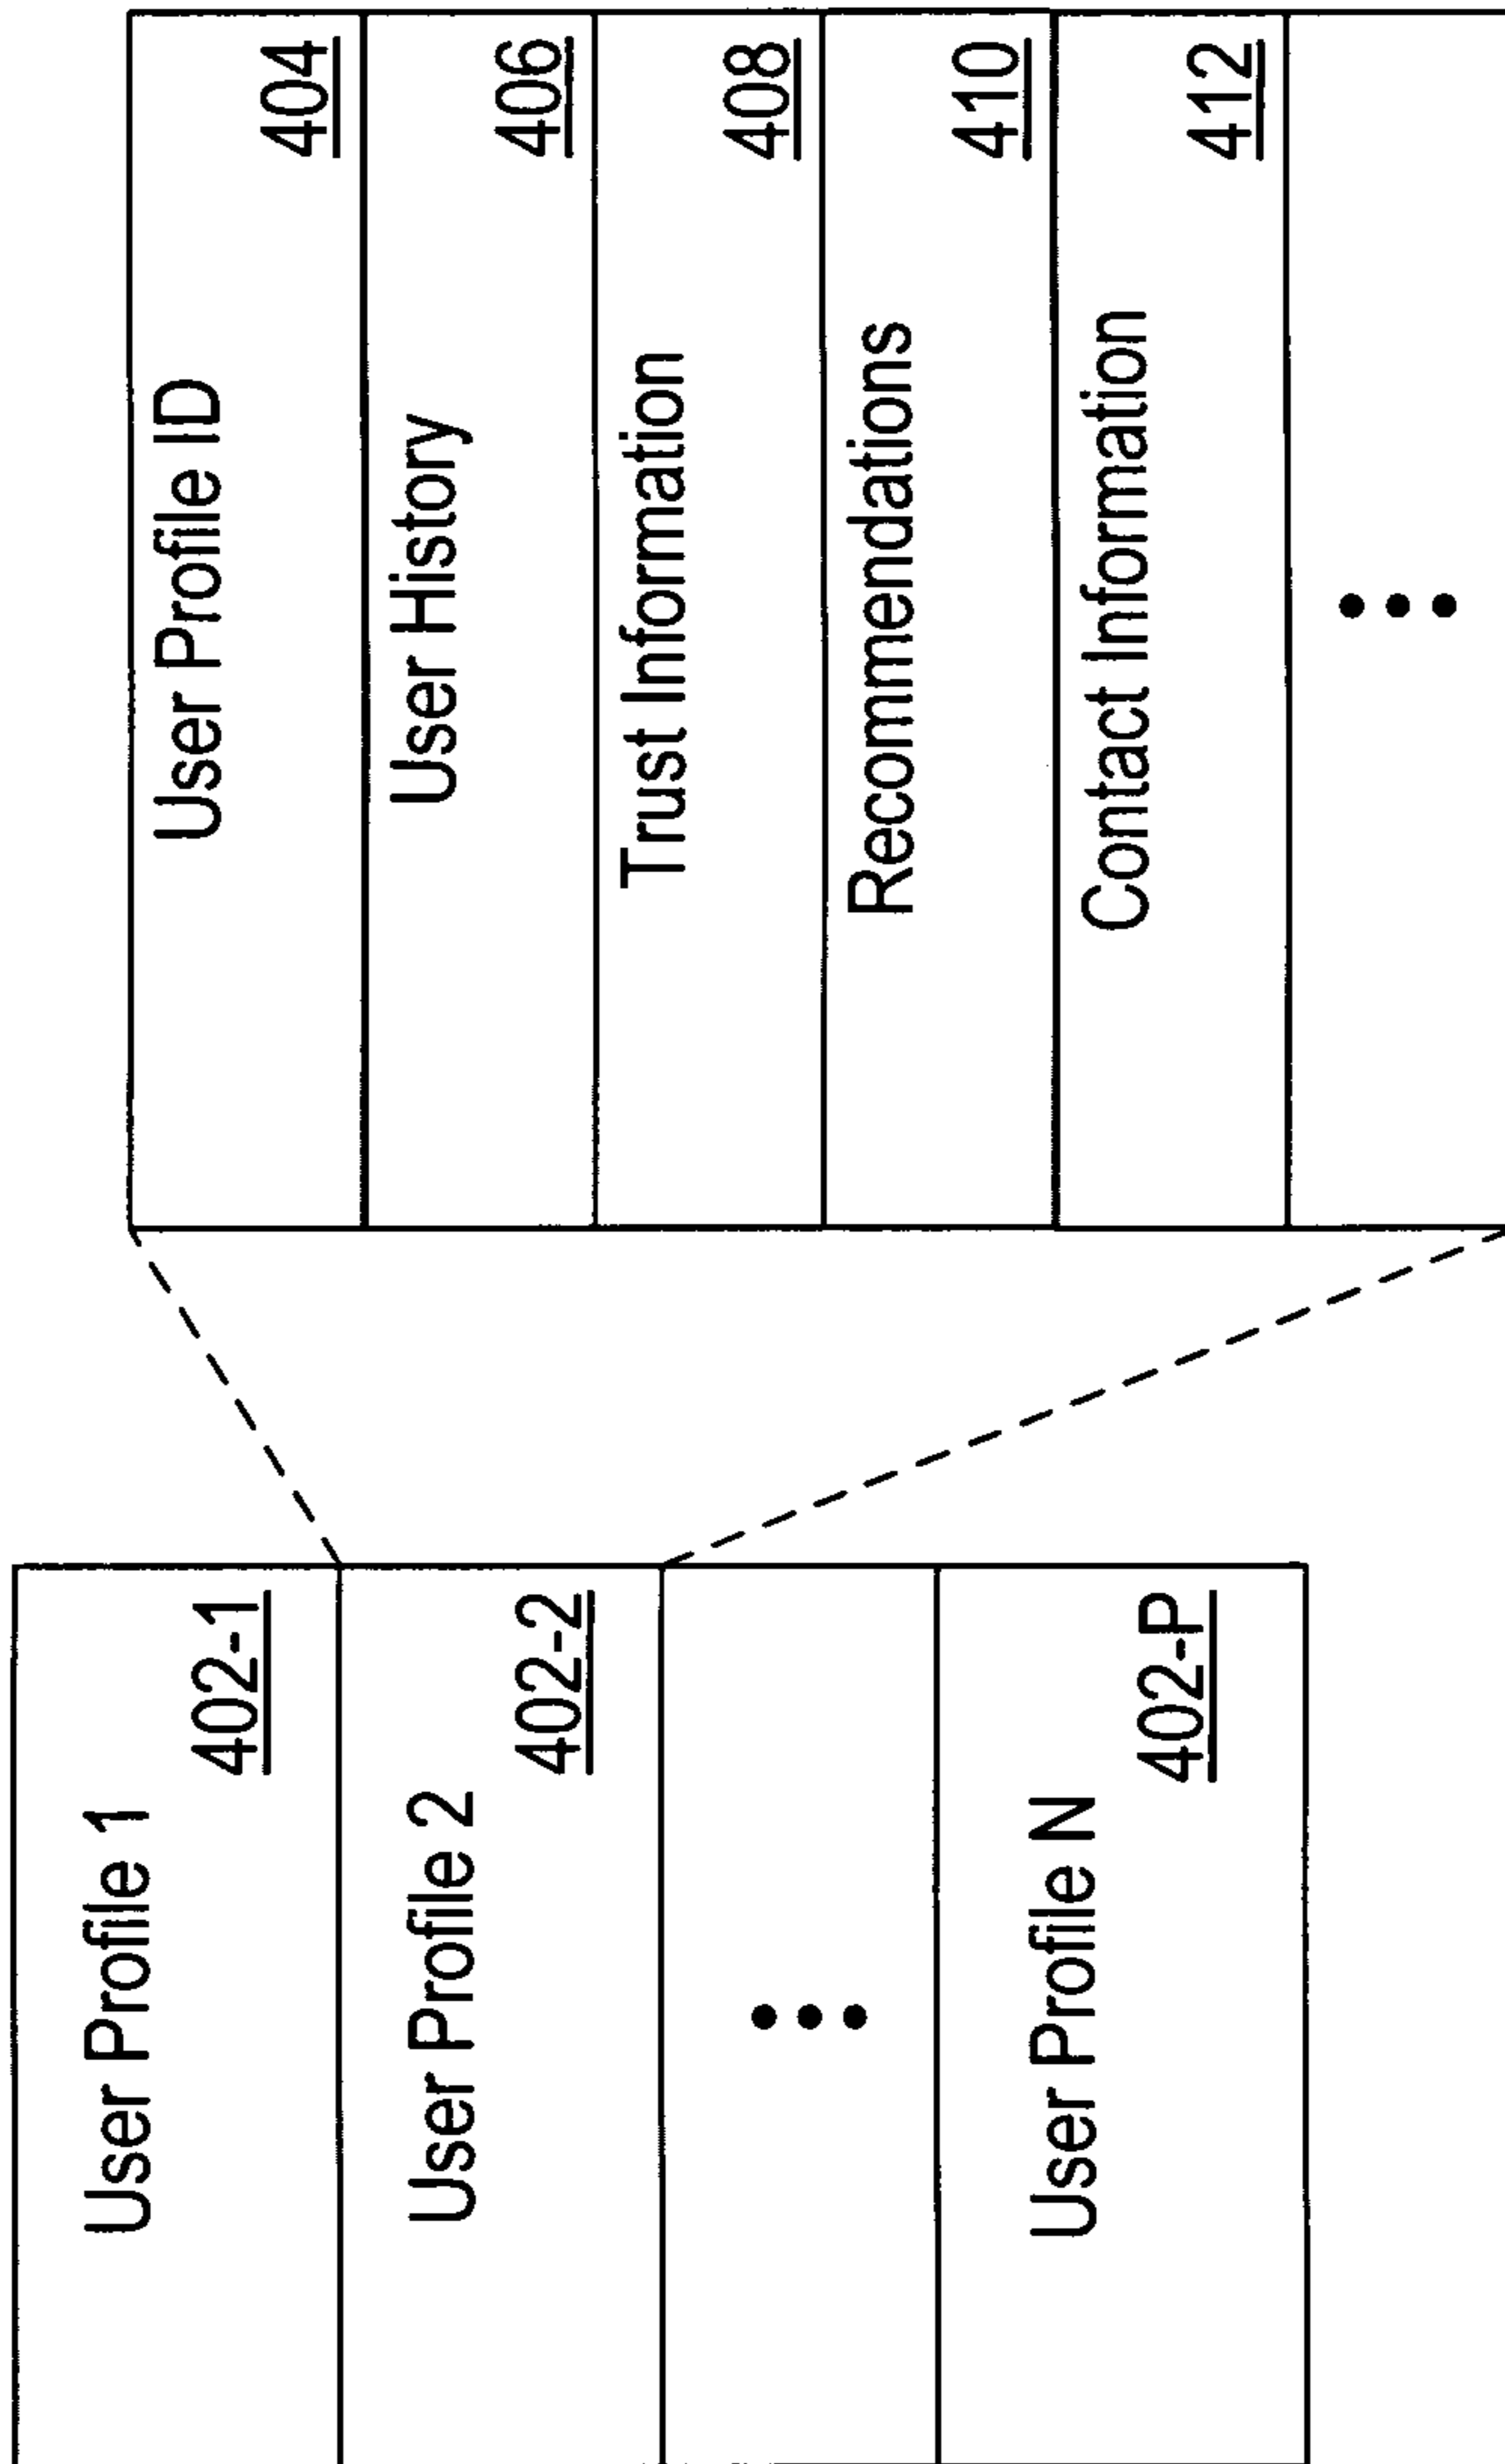 User Profile 1
402-1
User Profile 2
402-2
User Profile N
402-P
User Profile ID
404
User History
406
Trust Information
408
Recommendations
410
Contact Information
412